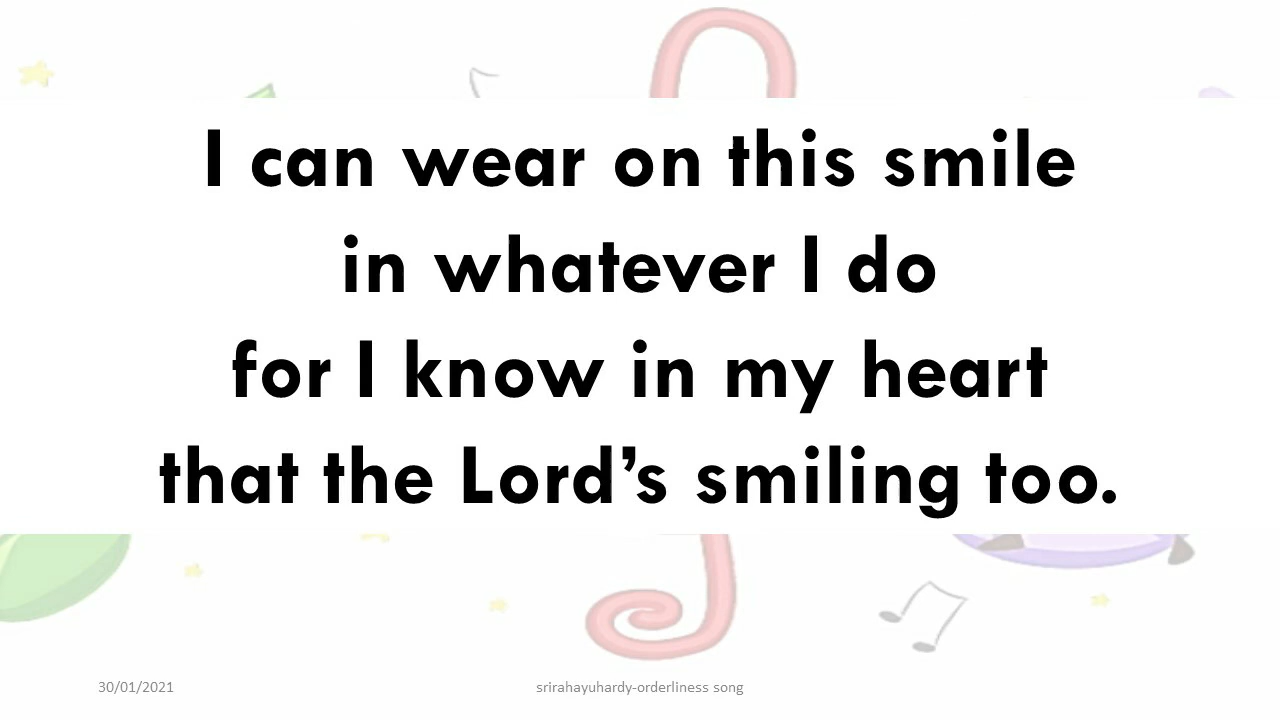 I can wear on this smile
in whatever I do
for I know in my heart
that the Lord’s smiling too.
30/01/2021
srirahayuhardy-orderliness song